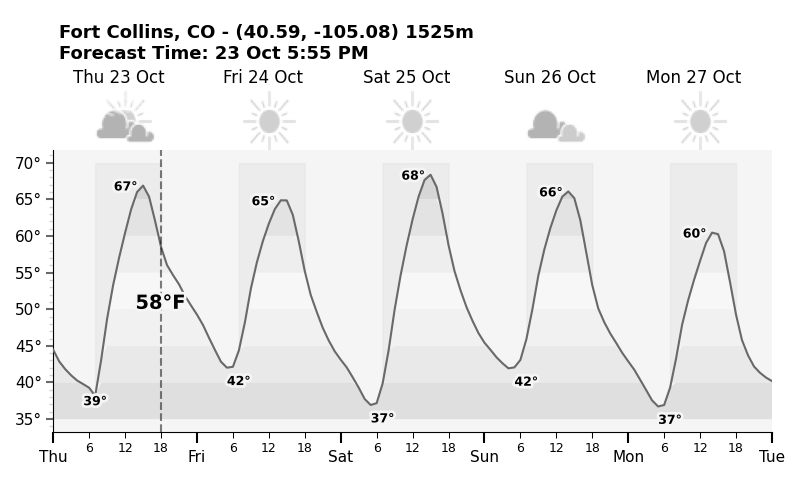 Fort Collins, CO - (40.59, -105.08) 1525m
Forecast Time: 23 Oct 5:55 PM
Thu 23 Oct Fri 24 Oct Sat 25 Oct Sun 26 Oct Mon 27 Oct
70°
65°
60°
55°
50°
45°
40°
35°
67° 65° 68° 66° 60°
58°F
39° 42° 37° 42° 37°
6 12 18 6 12 18 6 12 18 6 12 18 6 12 18
Thu Fri Sat Sun Mon Tue